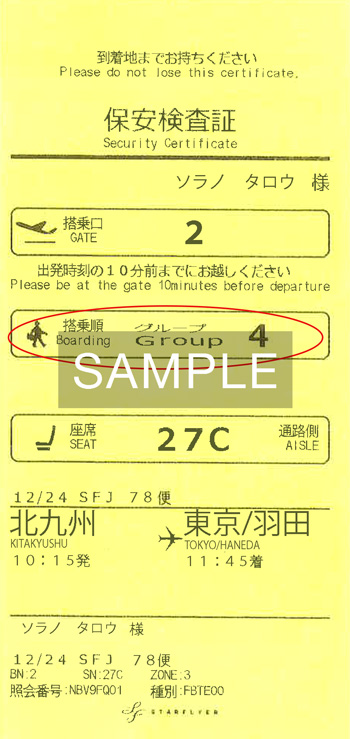 到着地までお持ちください
Please do not lose this certificate.
保安検査証
Security Certificate
ソラノ タロウ 様
搭乗口
GATE
2
出発時刻の10分前までにお越しください
Please be at the gate 10minutes before departure
搭乗順
Boarding
グループ
Group
4
SAMPLE
座席
SEAT
27C
通路側
AISLE
12/24 SFJ 78便
北九州
KITAKYUSHU
10:15発
東京/羽田
TOKYO/HANEDA
11:45着
ソラノ タロウ 様
12/24 SFJ 78便
BN:2 SN:27C ZONE:3
照会番号:NBV9FQ01 種別:FBTE00
STARFLYER